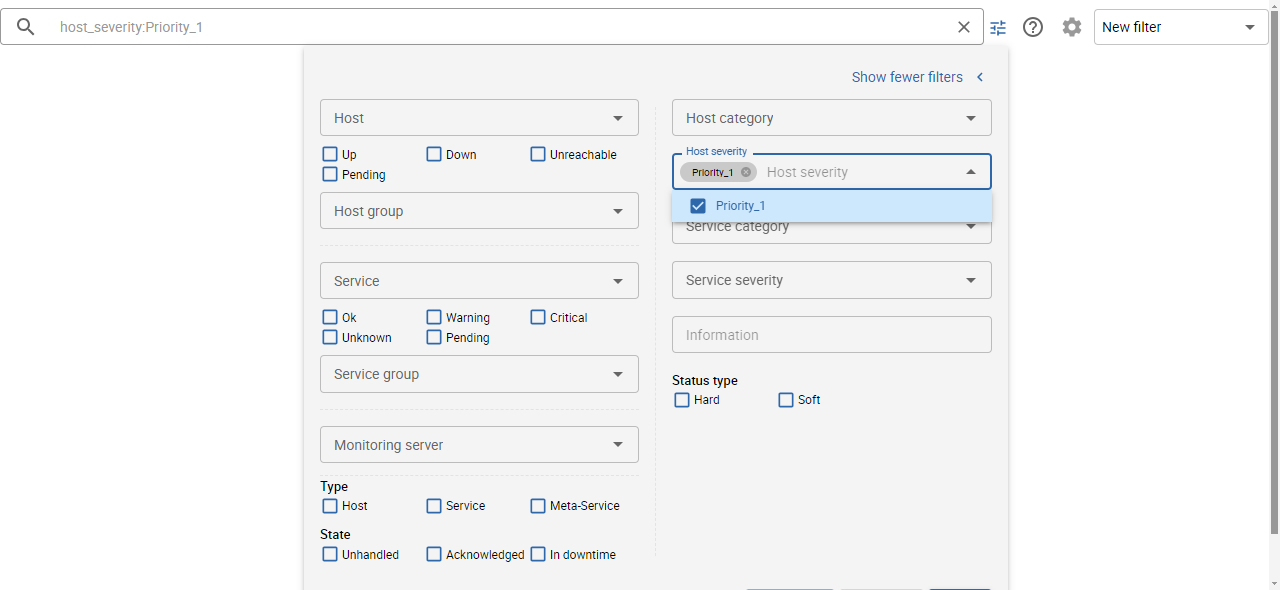 host_severity:Priority_1
New filter
Show fewer filters
Host
Up
Down
Unreachable
Pending
Host group
Service
Ok
Warning
Critical
Unknown
Pending
Service group
Monitoring server
Type
Host
Service
Meta-Service
State
Unhandled
Acknowledged
In downtime
Host category
Host severity
Priority_1
Host severity
Priority_1
Service category
Service severity
Information
Status type
Hard
Soft